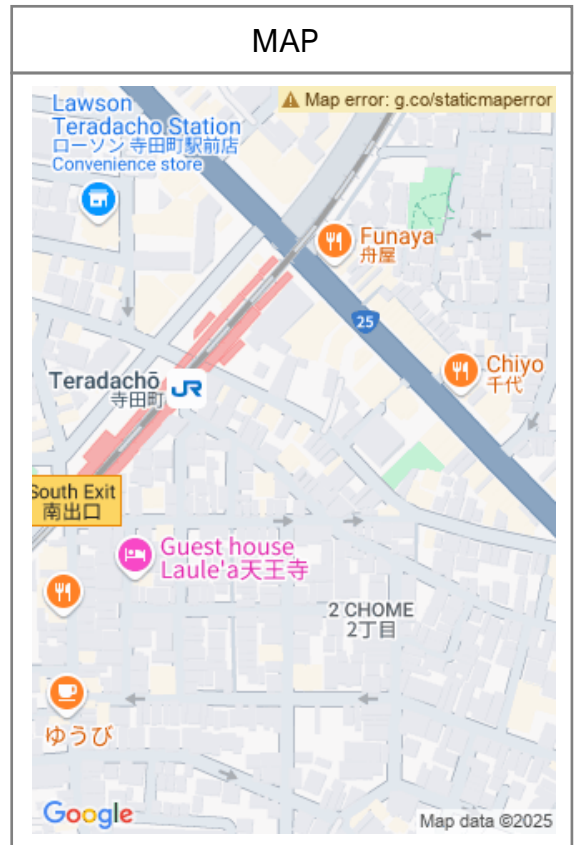 MAP
Map error: g.co/staticmaperror
Lawson
Teradacho Station
ローソン 寺田町駅前店
Convenience store
Funaya
舟屋
25
Chiyo
千代
Teradachō
寺田町
JR
South Exit
南出口
Guest house
Laule'a天王寺
2 CHOME
2丁目
ゆうび
Google
Map data ©2025